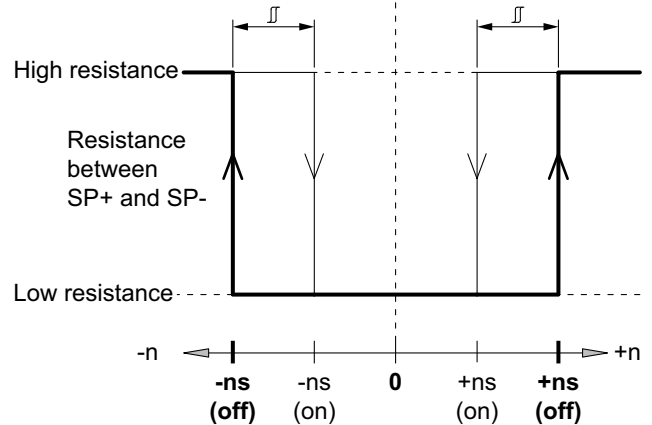 High resistance
Resistance
between
SP+ and SP-
Low resistance
-n
+n
-ns
(off)
-ns
(on)
0
+ns
(on)
+ns
(off)